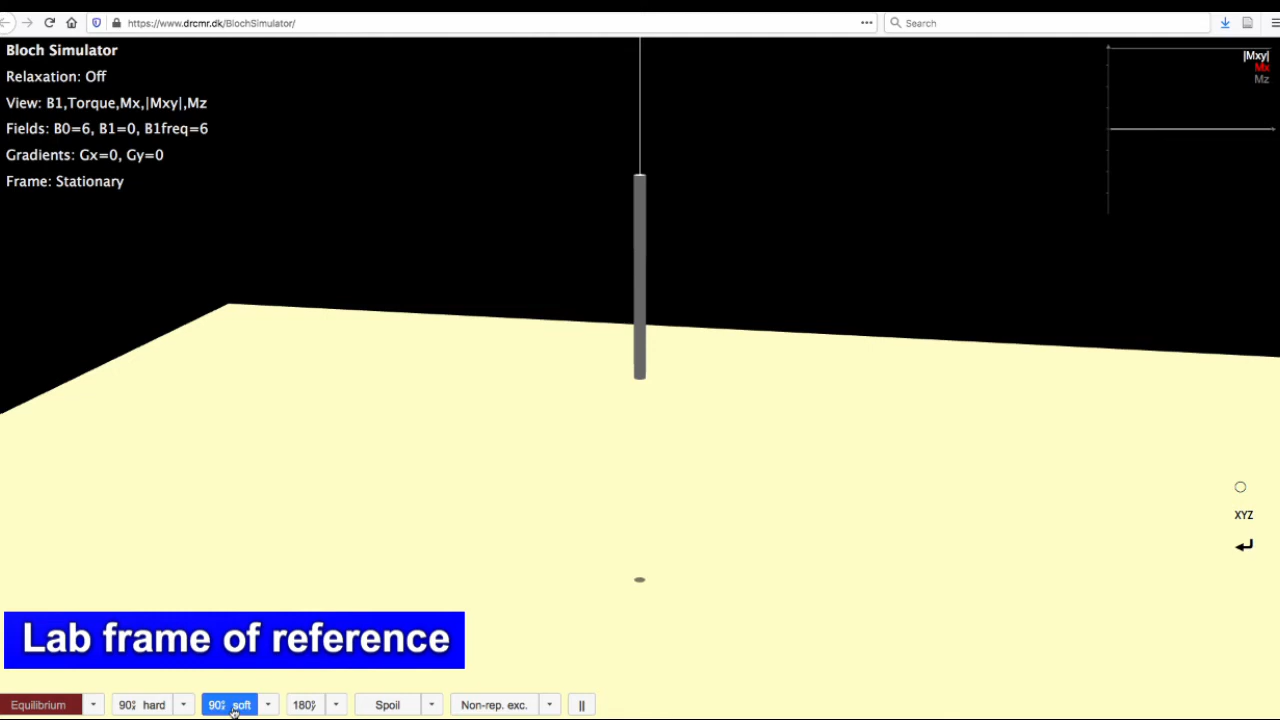 https://www.drcmr.dk/BlochSimulator/
Search
Bloch Simulator
Relaxation: Off
View: B1,Torque,Mx,|Mxy|,Mz
Fields: B0=6, B1=0, B1freq=6
Gradients: Gx=0, Gy=0
Frame: Stationary
|Mxy|
Mx
Mz
XYZ
Lab frame of reference
Equilibrium
90 hard
90 soft
180
Spoil
Non-rep. exc.
||